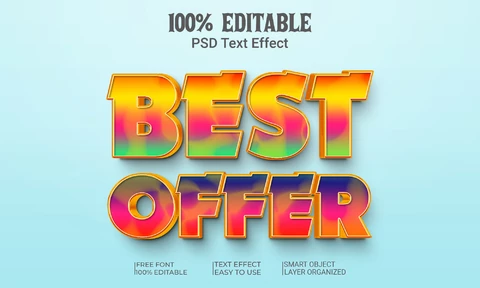 100% EDITABLE
PSD Text Effect
BEST
OFFER
FREE FONT
100% EDITABLE
TEXT EFFECT
EASY TO USE
SMART OBJECT
LAYER ORGANIZED